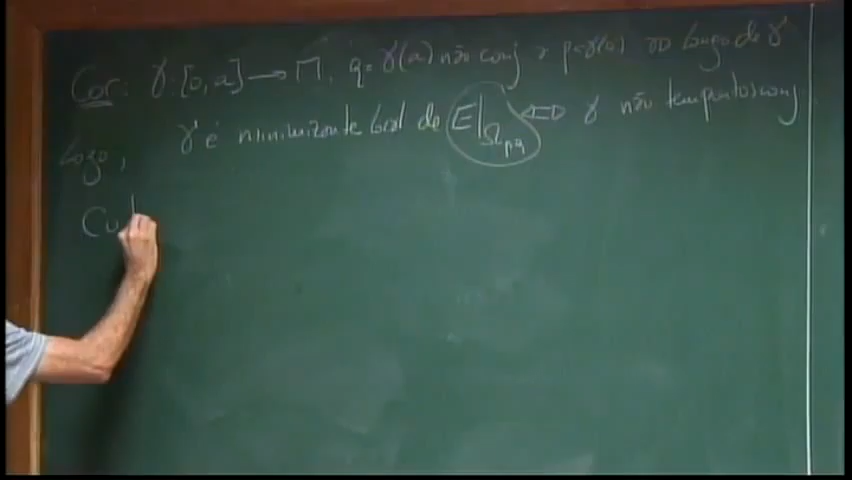 Cor: γ:[0,a] → M, q=γ(a) não conj a p=γ(0) ao longo de γ
Logo, γ é minimizante local de E|Ω_pq ⇔ γ não tem pontos conj
Cu